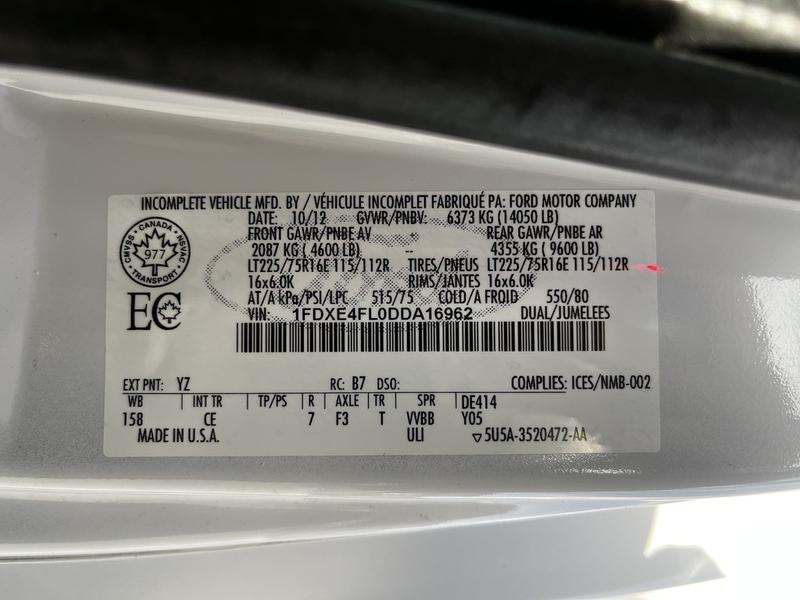 INCOMPLETE VEHICLE MFD. BY / VÉHICULE INCOMPLET FABRIQUÉ PA: FORD MOTOR COMPANY
DATE: 10/12 GVWR/PNBV: 6373 KG (14050 LB)
FRONT GAWR/PNBE AV REAR GAWR/PNBE AR
2087 KG ( 4600 LB) -- 4355 KG ( 9600 LB)
LT225/75R16E 115/112R TIRES/PNEUS LT225/75R16E 115/112R
16x6.0K RIMS/JANTES 16x6.0K
AT/A kPa/PSI/LPC 515/75 COLD/A FROID 550/80
VIN: 1FDXE4FL0DDA16962 DUAL/JUMELEES
CANADA
CMVSS NSVAC
977
TRANSPORT
EC
EXT PNT: YZ RC: B7 DSO: COMPLIES: ICES/NMB-002
WB INT TR TP/PS R AXLE TR SPR DE414
158 CE 7 F3 T VVBB Y05
MADE IN U.S.A. ULI ▽5U5A-3520472-AA